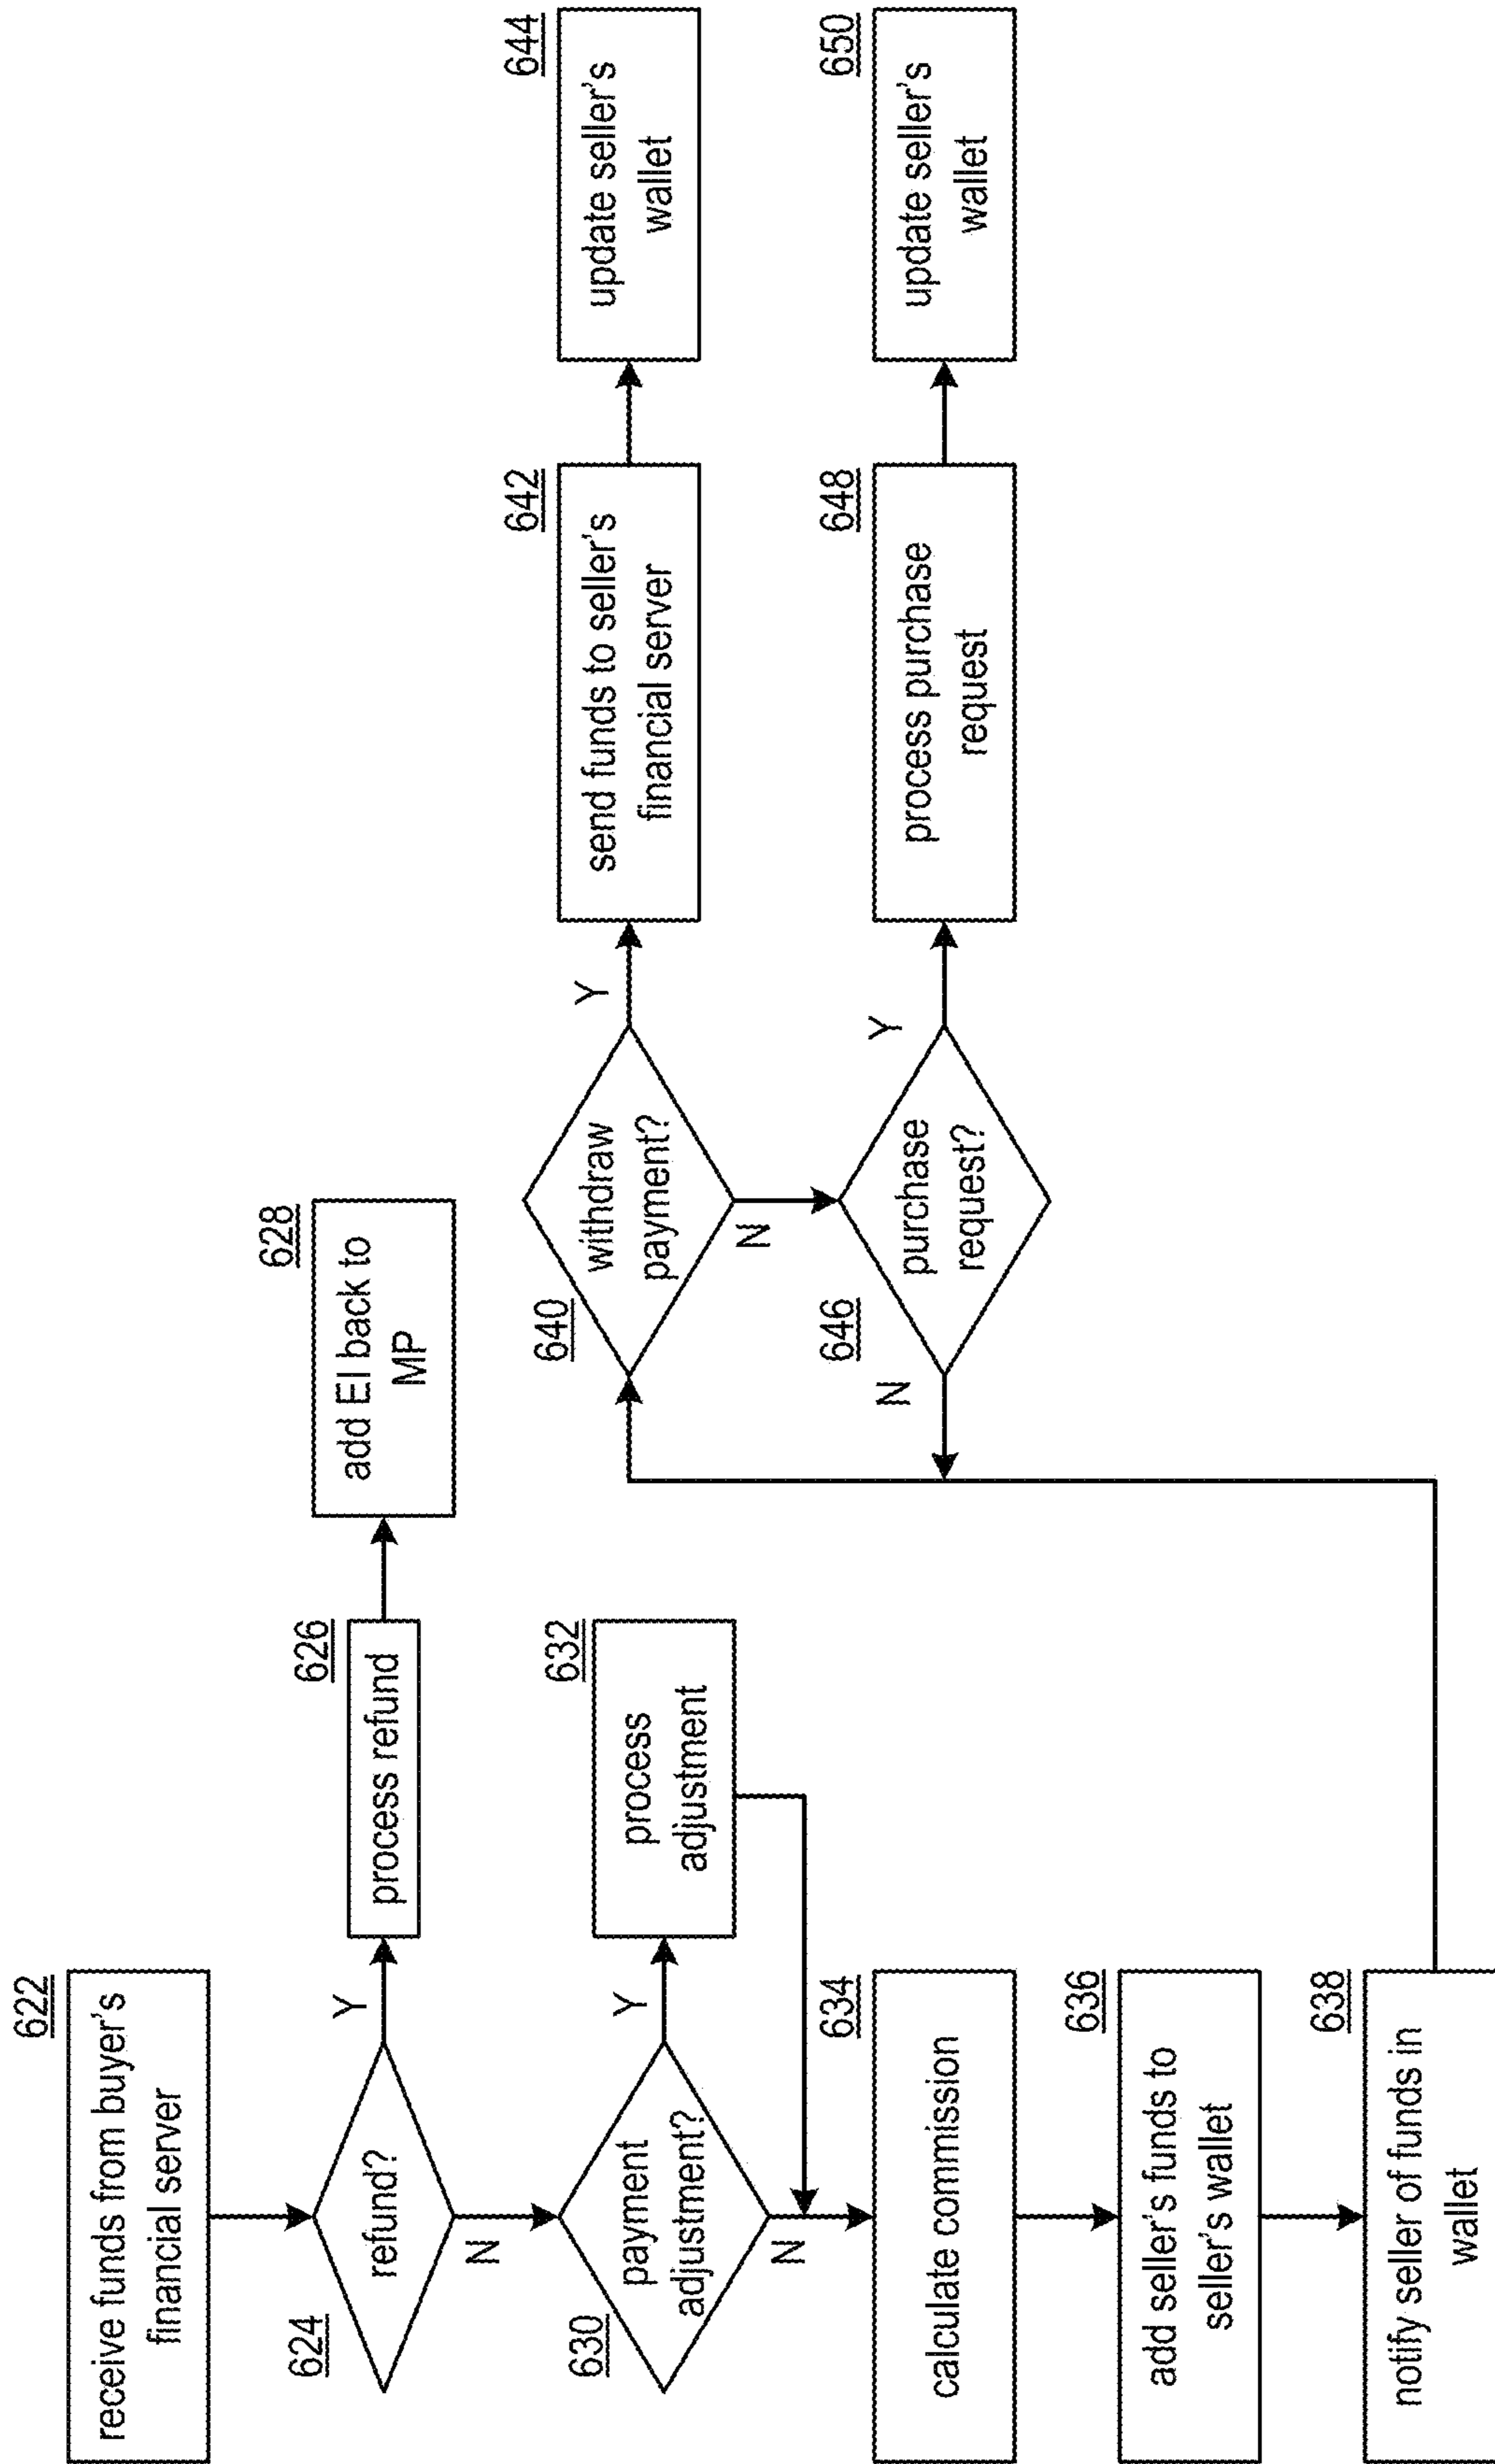 622
receive funds from buyer's
financial server
624
refund?
Y
N
626
process refund
628
add EI back to
MP
630
payment
adjustment?
Y
N
632
process
adjustment
634
calculate commission
636
add seller's funds to
seller's wallet
638
notify seller of funds in
wallet
640
withdraw
payment?
Y
N
642
send funds to seller's
financial server
644
update seller's
wallet
646
purchase
request?
Y
N
648
process purchase
request
650
update seller's
wallet